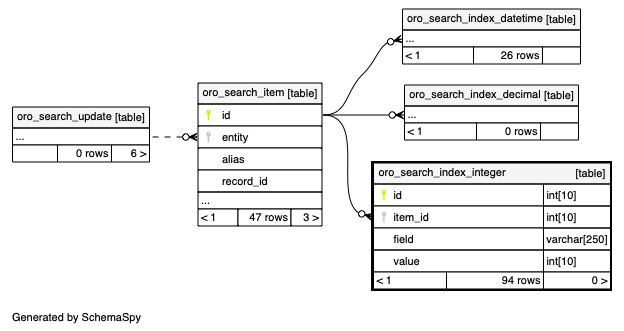 oro_search_index_datetime [table]
...
< 1 26 rows
oro_search_item [table]
id
entity
alias
record_id
...
< 1 47 rows 3 >
oro_search_index_decimal [table]
...
< 1 0 rows
oro_search_update [table]
...
0 rows 6 >
oro_search_index_integer [table]
id int[10]
item_id int[10]
field varchar[250]
value int[10]
< 1 94 rows 0 >
Generated by SchemaSpy